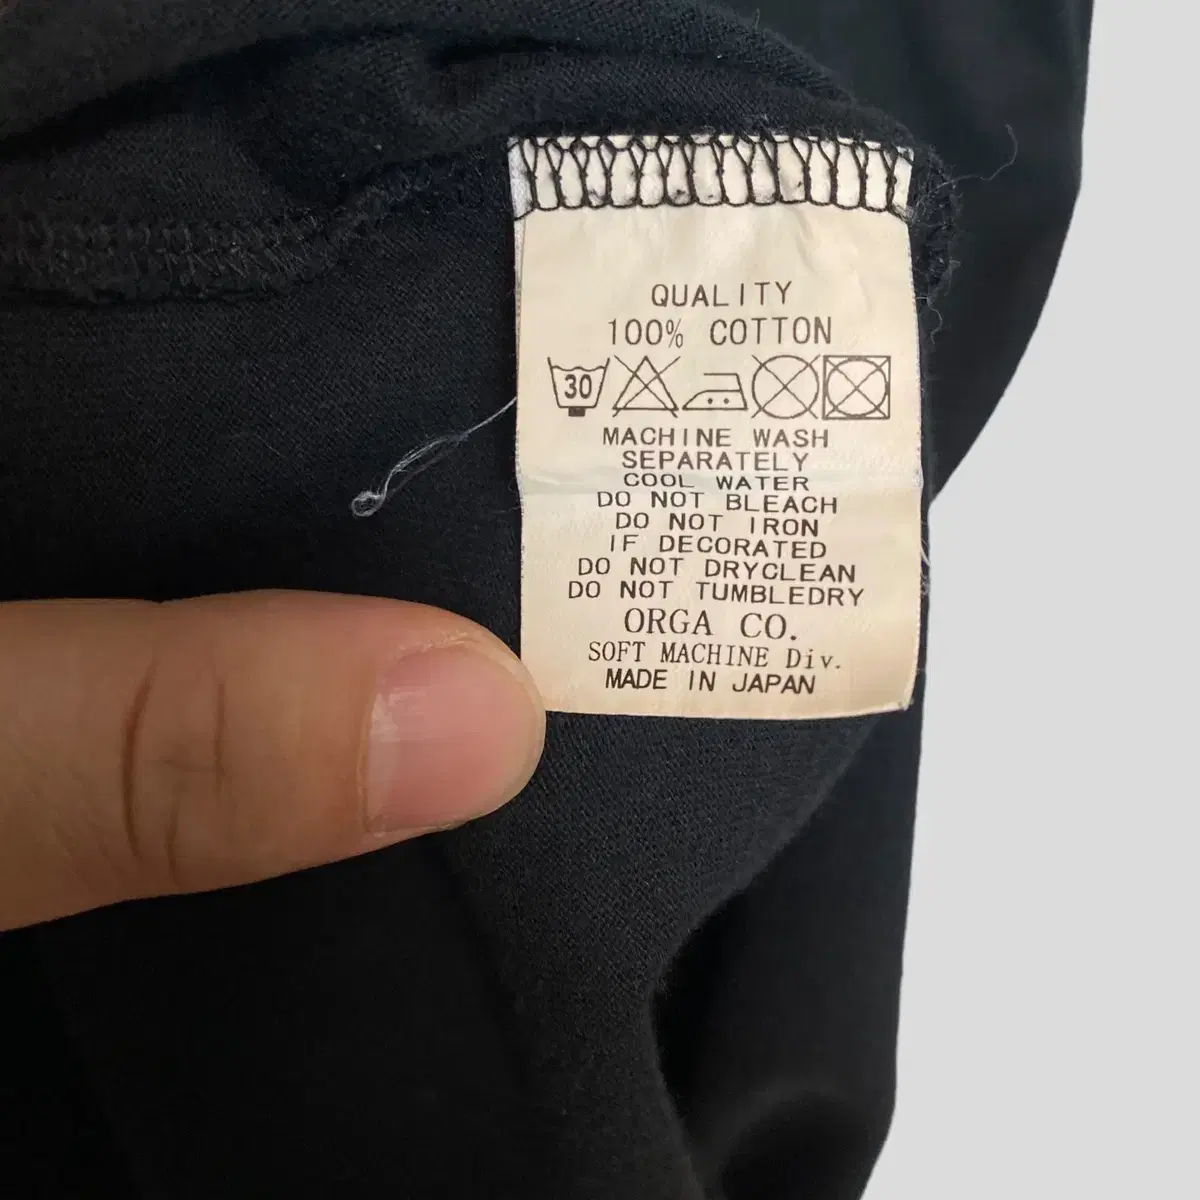 QUALITY
100% COTTON
30
MACHINE WASH
SEPARATELY
COOL WATER
DO NOT BLEACH
DO NOT IRON
IF DECORATED
DO NOT DRYCLEAN
DO NOT TUMBLEDRY
ORGA CO.
SOFT MACHINE Div.
MADE IN JAPAN